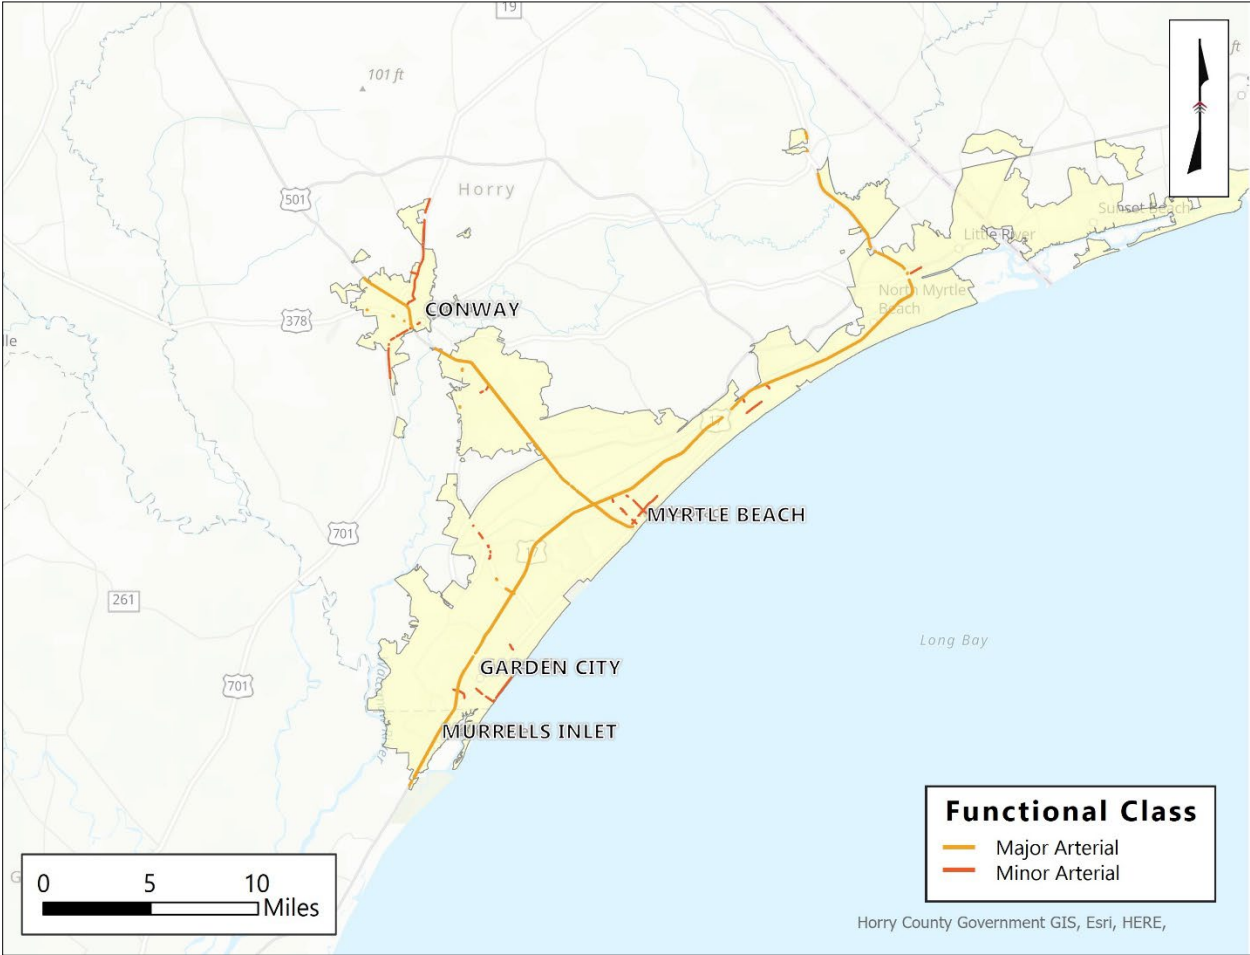 19
101 ft
ft
501
Horry
Sunset Beach
Little River
North Myrtle
Beach
CONWAY
378
lle
17
MYRTLE BEACH
701
17
261
Long Bay
GARDEN CITY
701
MURRELLS INLET
Functional Class
Major Arterial
Minor Arterial
0 5 10
Miles
G
Horry County Government GIS, Esri, HERE,